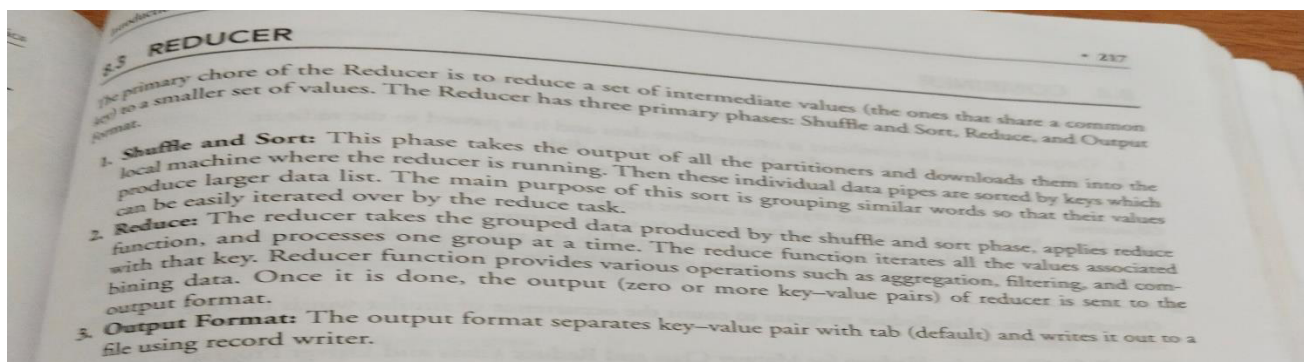 8.3 REDUCER
• 217
The primary chore of the Reducer is to reduce a set of intermediate values (the ones that share a common
key) to a smaller set of values. The Reducer has three primary phases: Shuffle and Sort, Reduce, and Output
Format.
1. Shuffle and Sort: This phase takes the output of all the partitioners and downloads them into the
local machine where the reducer is running. Then these individual data pipes are sorted by keys which
produce larger data list. The main purpose of this sort is grouping similar words so that their values
can be easily iterated over by the reduce task.
2. Reduce: The reducer takes the grouped data produced by the shuffle and sort phase, applies reduce
function, and processes one group at a time. The reduce function iterates all the values associated
with that key. Reducer function provides various operations such as aggregation, filtering, and com-
bining data. Once it is done, the output (zero or more key–value pairs) of reducer is sent to the
output format.
3. Output Format: The output format separates key–value pair with tab (default) and writes it out to a
file using record writer.